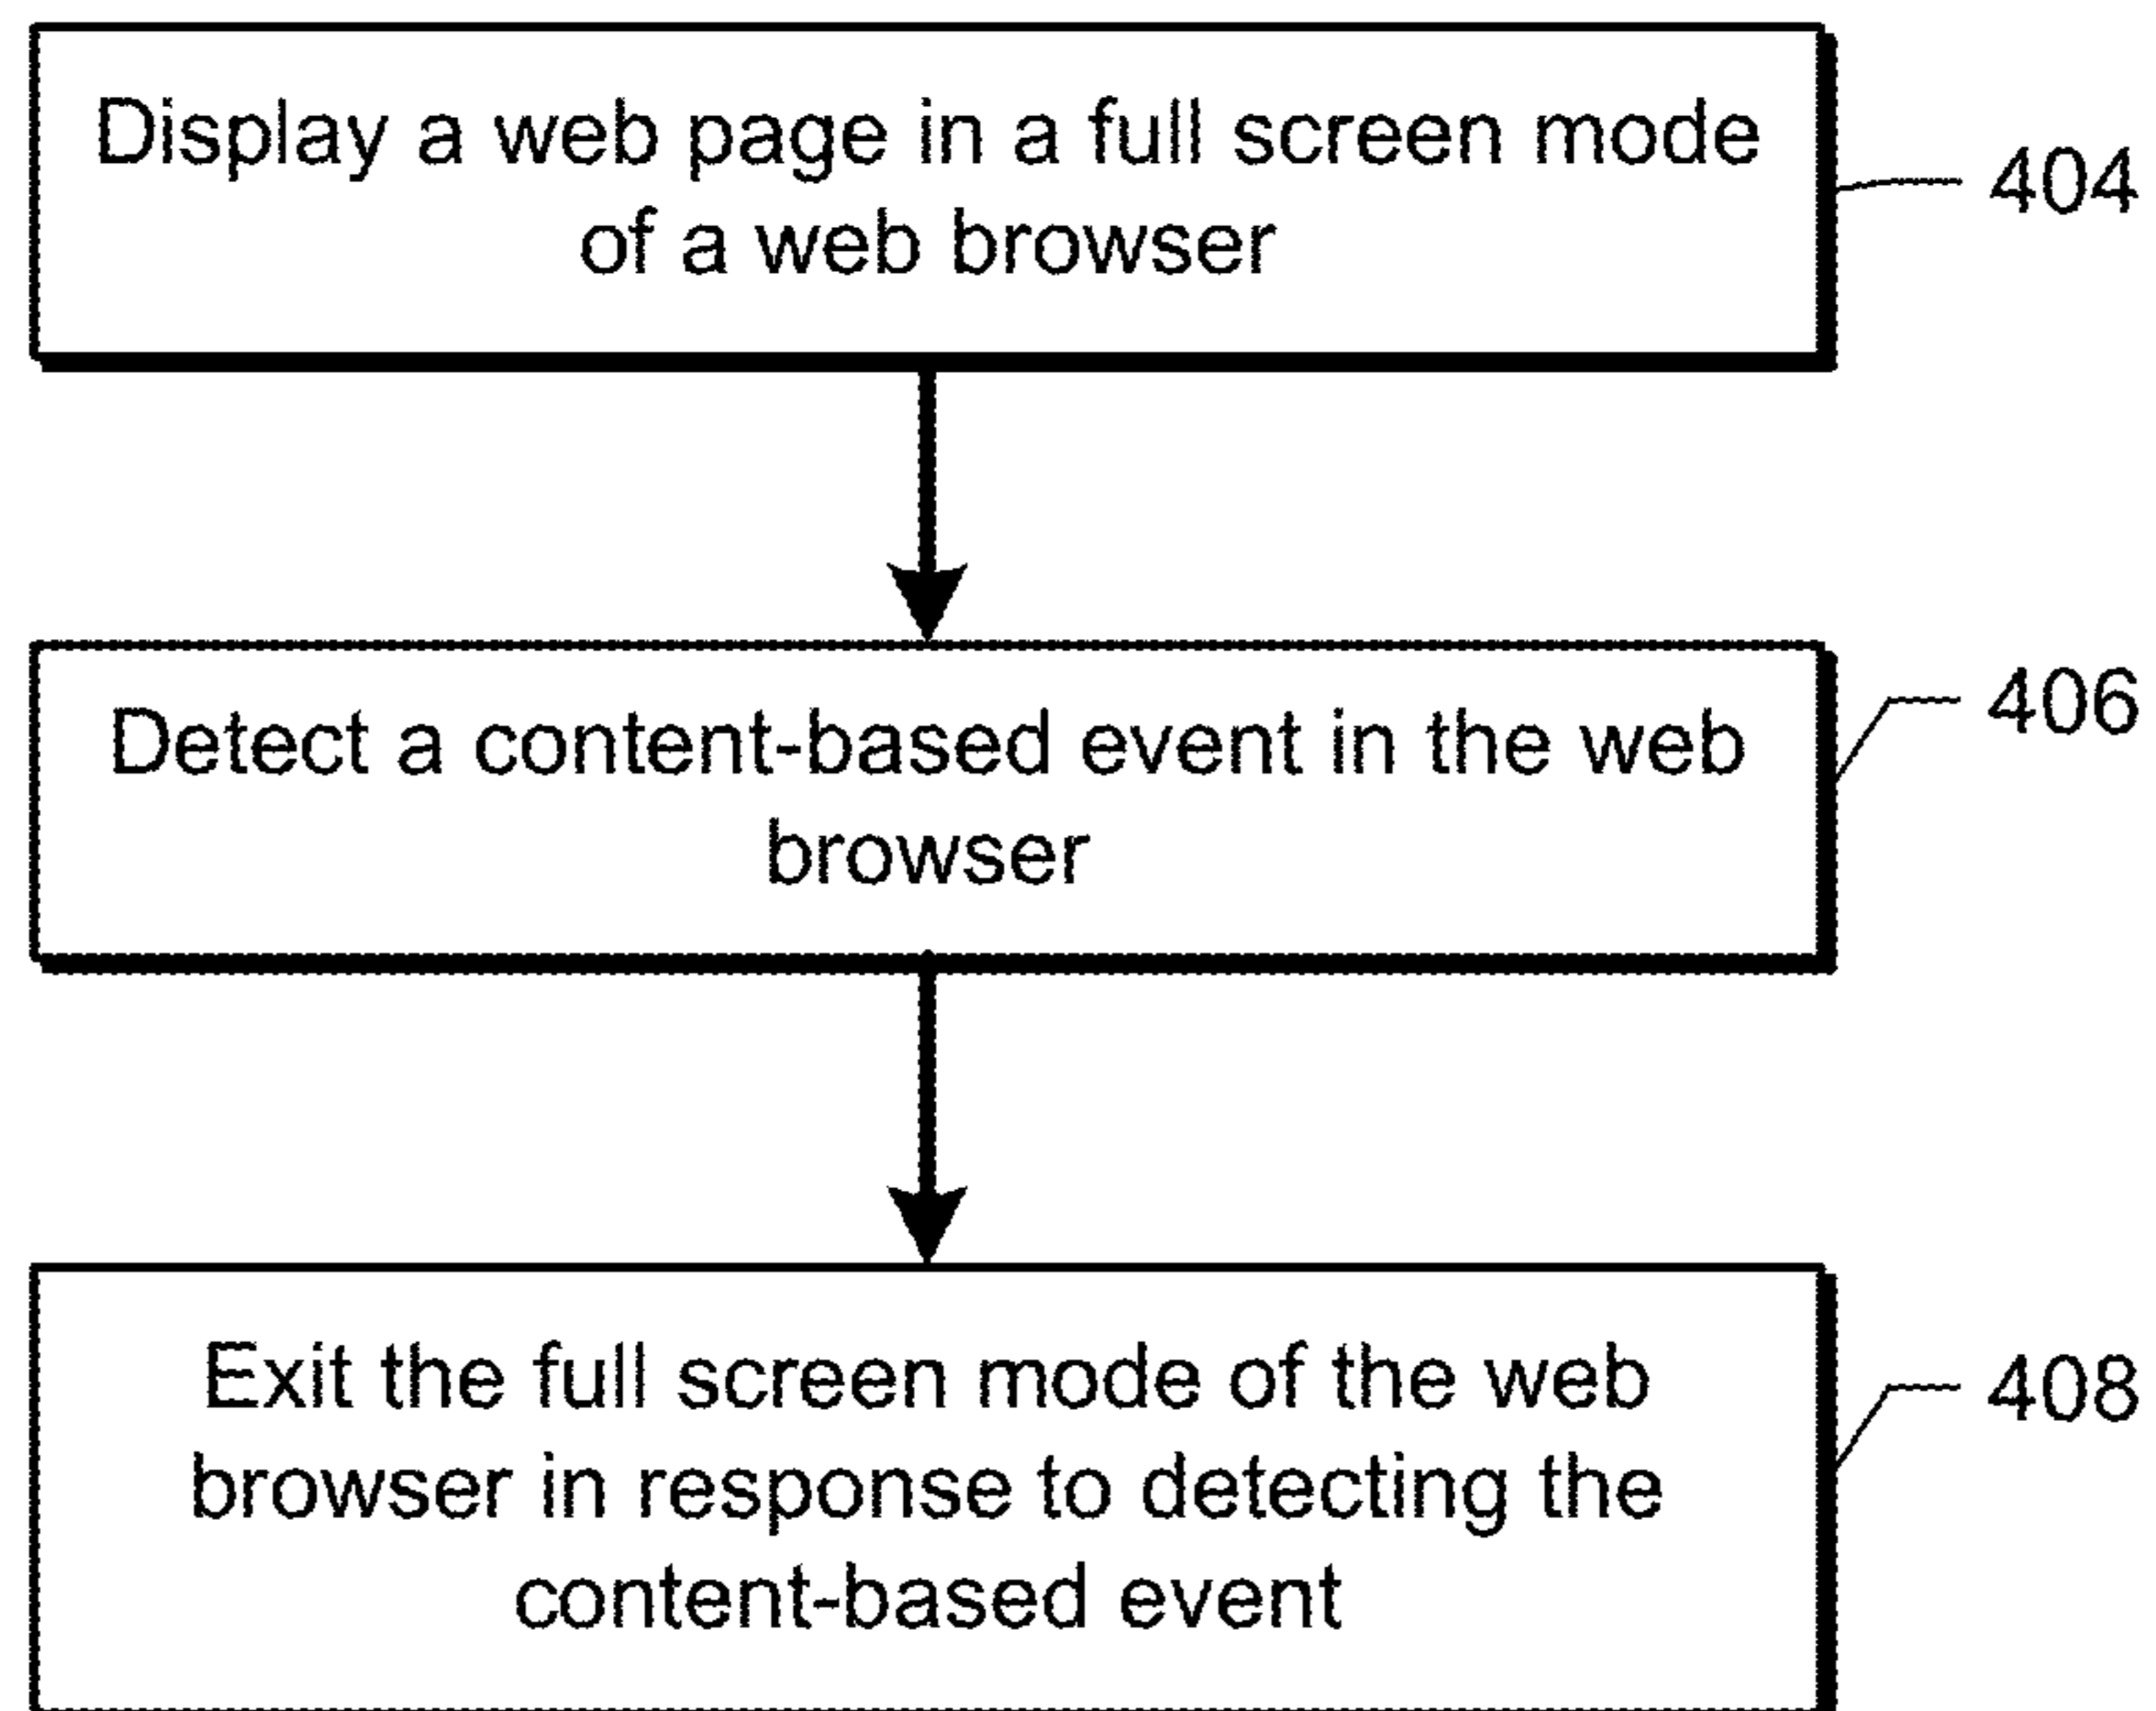 Display a web page in a full screen mode
of a web browser
404
Detect a content-based event in the web
browser
406
Exit the full screen mode of the web
browser in response to detecting the
content-based event
408